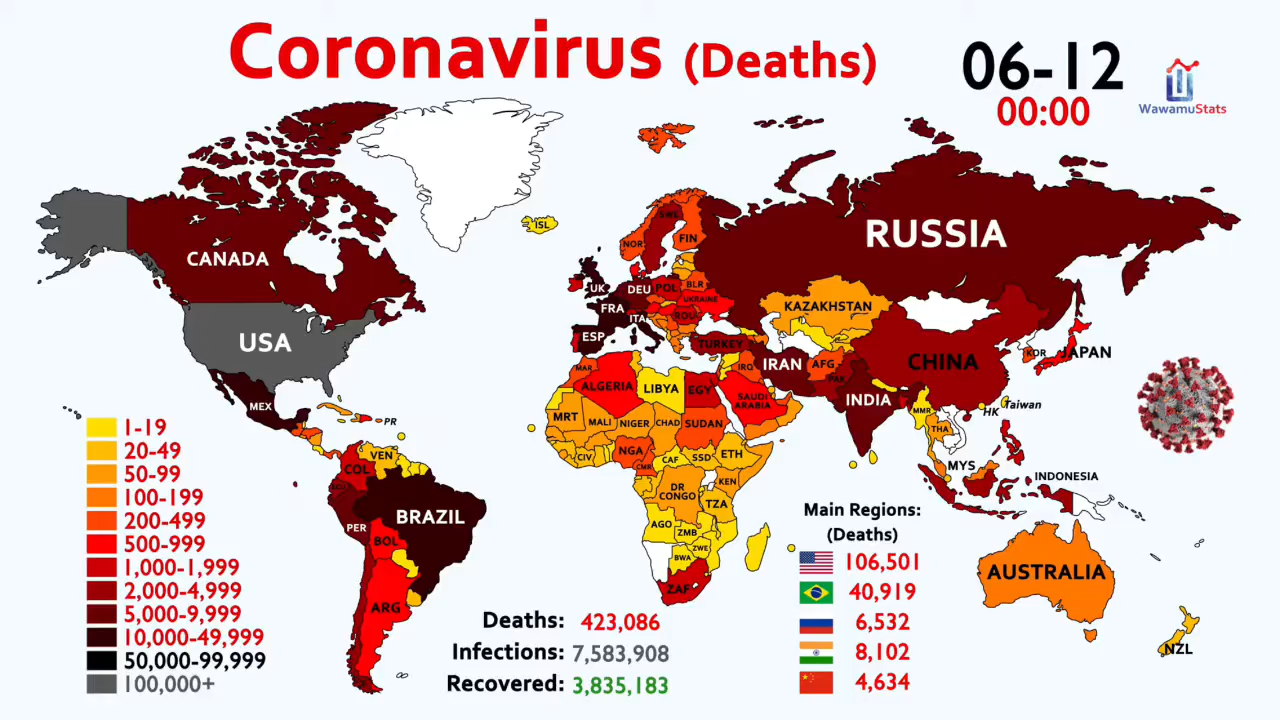 Coronavirus (Deaths)
06-12
00:00
WawamuStats
CANADA
USA
MEX
PR
ISL
NOR
SWE
FIN
RUSSIA
UK
DEU
POL
BLR
UKRAINE
FRA
ITA
ROU
ESP
TURKEY
KAZAKHSTAN
CHINA
KOR
JAPAN
IRAN
AFG
PAK
IRQ
INDIA
MAR
ALGERIA
LIBYA
EGY
SAUDI
ARABIA
MRT
MALI
NIGER
CHAD
SUDAN
HK
Taiwan
MMR
THA
MYS
INDONESIA
CIV
NGA
CMR
CAF
SSD
ETH
KEN
DR
CONGO
TZA
AGO
ZMB
ZWE
BWA
ZAF
VEN
COL
PER
BRAZIL
BOL
ARG
AUSTRALIA
NZL
1-19
20-49
50-99
100-199
200-499
500-999
1,000-1,999
2,000-4,999
5,000-9,999
10,000-49,999
50,000-99,999
100,000+
Deaths: 423,086
Infections: 7,583,908
Recovered: 3,835,183
Main Regions:
(Deaths)
106,501
40,919
6,532
8,102
4,634